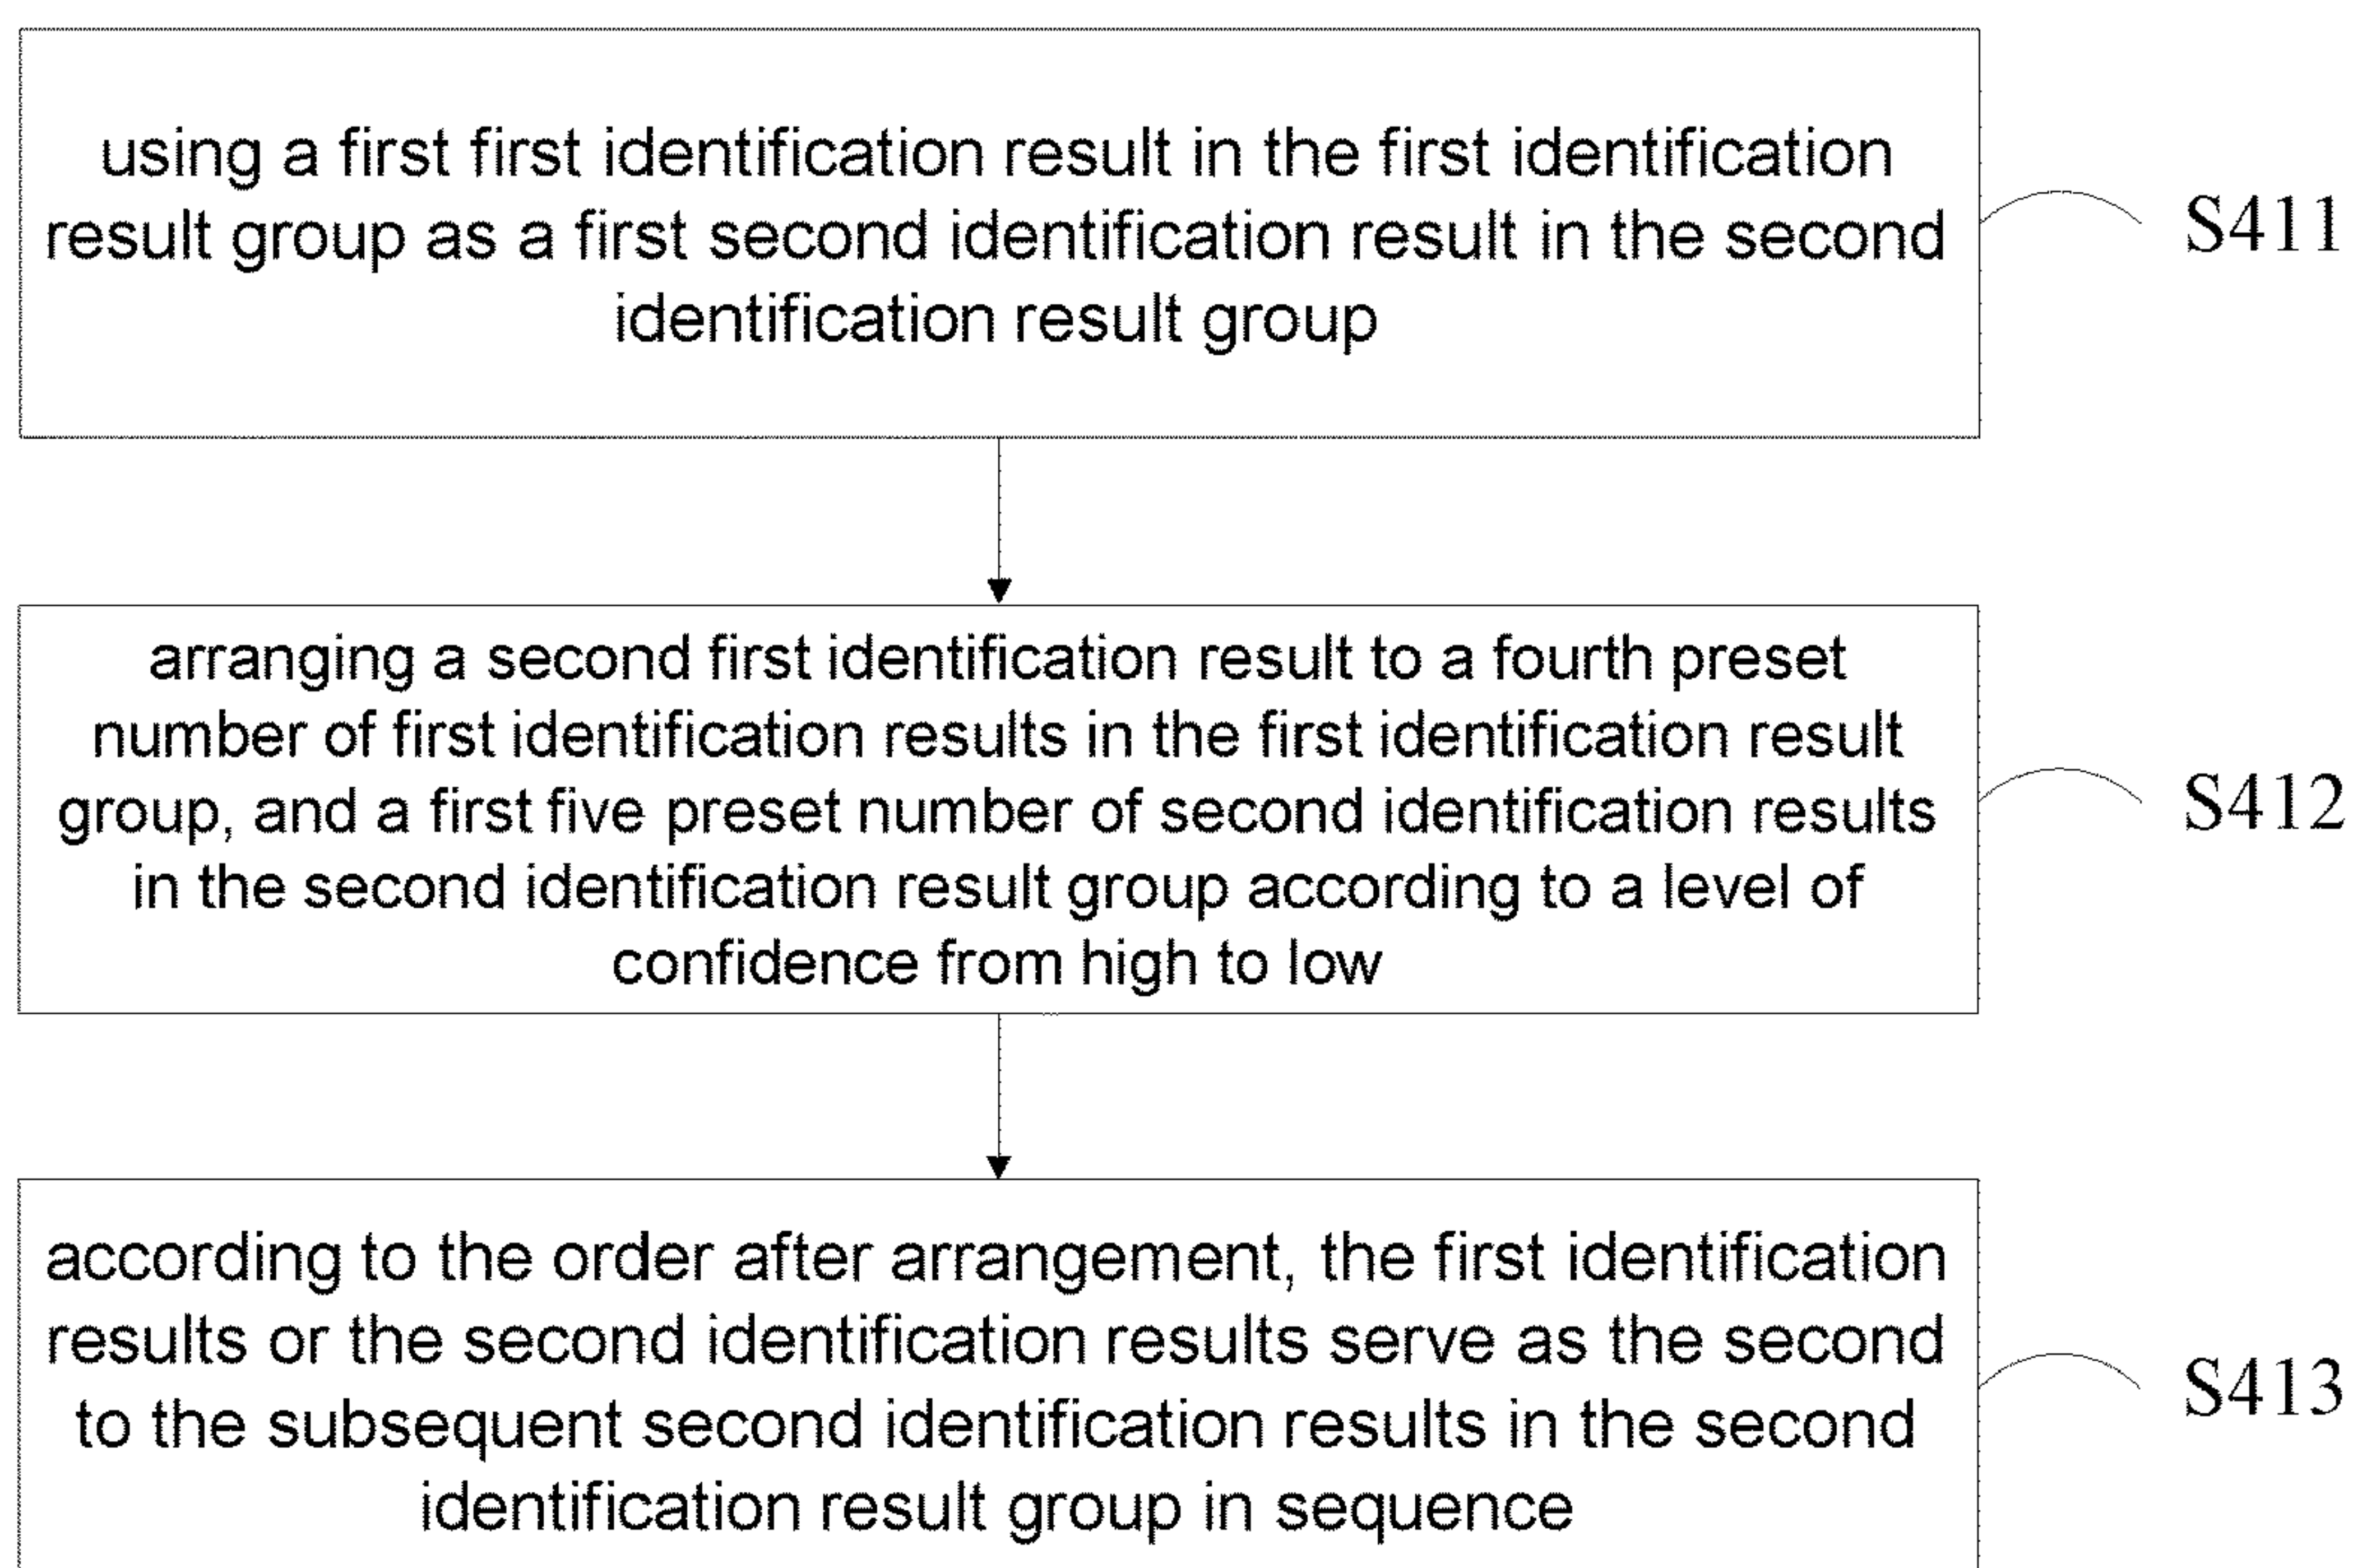 using a first first identification result in the first identification
result group as a first second identification result in the second
identification result group
S411
arranging a second first identification result to a fourth preset
number of first identification results in the first identification result
group, and a first five preset number of second identification results
in the second identification result group according to a level of
confidence from high to low
S412
according to the order after arrangement, the first identification
results or the second identification results serve as the second
to the subsequent second identification results in the second
identification result group in sequence
S413